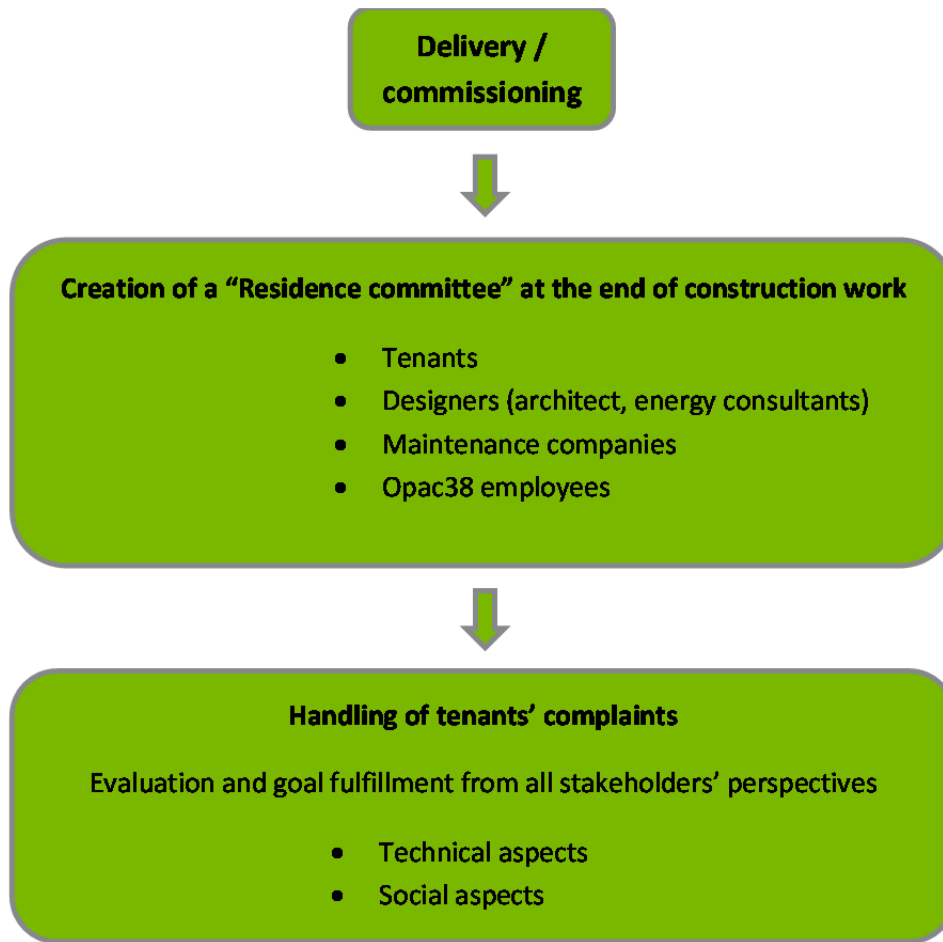 Delivery /
commissioning
Creation of a “Residence committee” at the end of construction work
• Tenants
• Designers (architect, energy consultants)
• Maintenance companies
• Opac38 employees
Handling of tenants’ complaints
Evaluation and goal fulfillment from all stakeholders’ perspectives
• Technical aspects
• Social aspects